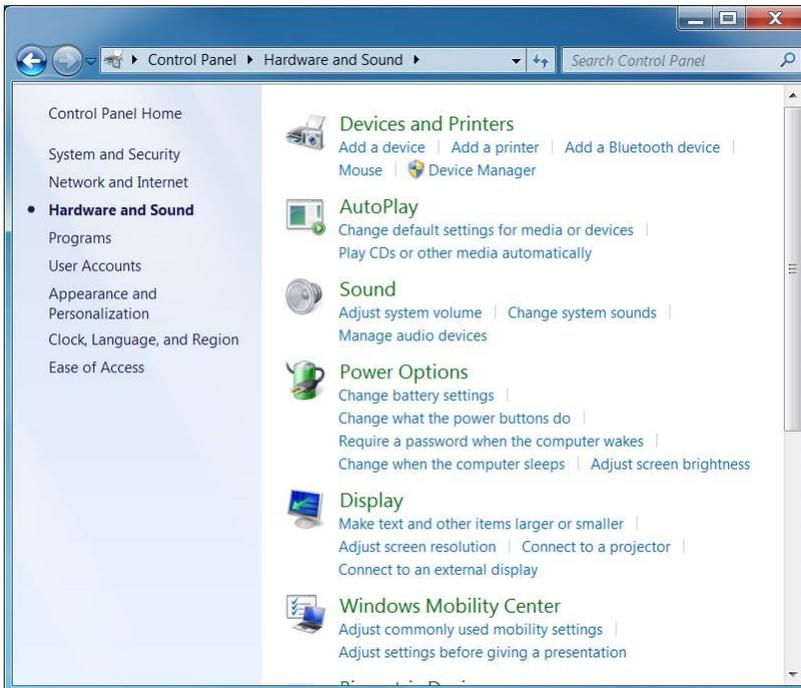 Control Panel Hardware and Sound
Search Control Panel
Control Panel Home
System and Security
Network and Internet
Hardware and Sound
Programs
User Accounts
Appearance and
Personalization
Clock, Language, and Region
Ease of Access
Devices and Printers
Add a device Add a printer Add a Bluetooth device
Mouse Device Manager
AutoPlay
Change default settings for media or devices
Play CDs or other media automatically
Sound
Adjust system volume Change system sounds
Manage audio devices
Power Options
Change battery settings
Change what the power buttons do
Require a password when the computer wakes
Change when the computer sleeps Adjust screen brightness
Display
Make text and other items larger or smaller
Adjust screen resolution Connect to a projector
Connect to an external display
Windows Mobility Center
Adjust commonly used mobility settings
Adjust settings before giving a presentation